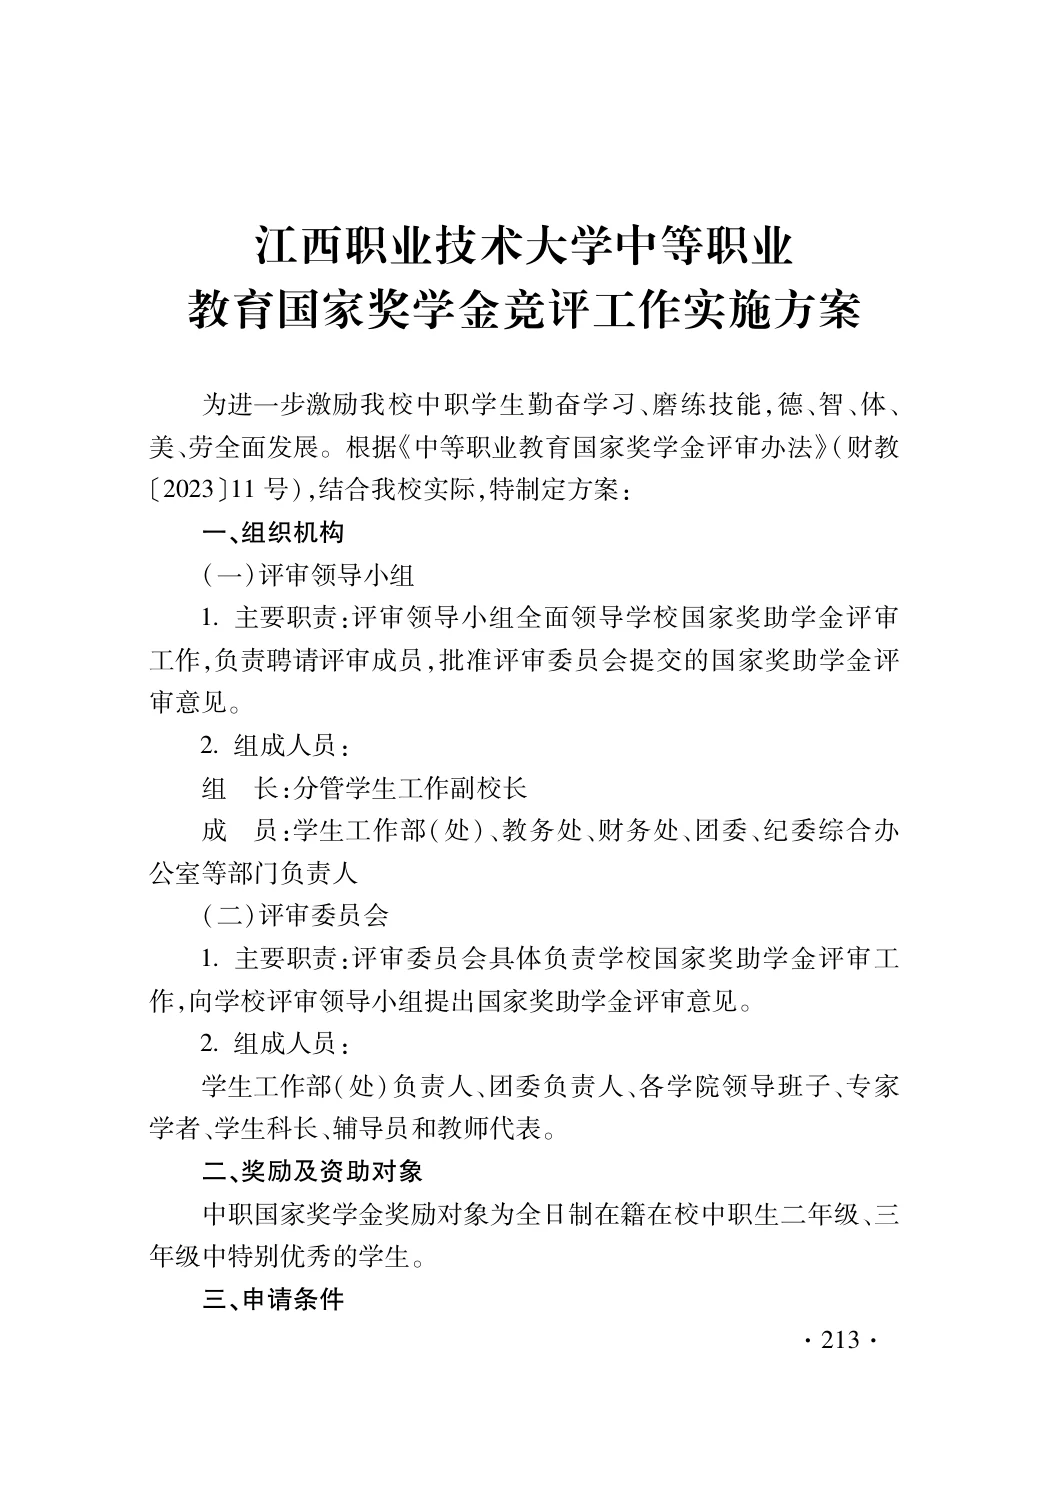 江西职业技术大学中等职业
教育国家奖学金竞评工作实施方案
为进一步激励我校中职学生勤奋学习、磨练技能,德、智、体、
美、劳全面发展。根据《中等职业教育国家奖学金评审办法》(财教
〔2023〕11 号),结合我校实际,特制定方案:
一、组织机构
(一)评审领导小组
1. 主要职责:评审领导小组全面领导学校国家奖助学金评审
工作,负责聘请评审成员,批准评审委员会提交的国家奖助学金评
审意见。
2. 组成人员:
组　长:分管学生工作副校长
成　员:学生工作部(处)、教务处、财务处、团委、纪委综合办
公室等部门负责人
(二)评审委员会
1. 主要职责:评审委员会具体负责学校国家奖助学金评审工
作,向学校评审领导小组提出国家奖助学金评审意见。
2. 组成人员:
学生工作部(处)负责人、团委负责人、各学院领导班子、专家
学者、学生科长、辅导员和教师代表。
二、奖励及资助对象
中职国家奖学金奖励对象为全日制在籍在校中职生二年级、三
年级中特别优秀的学生。
三、申请条件
· 213 ·